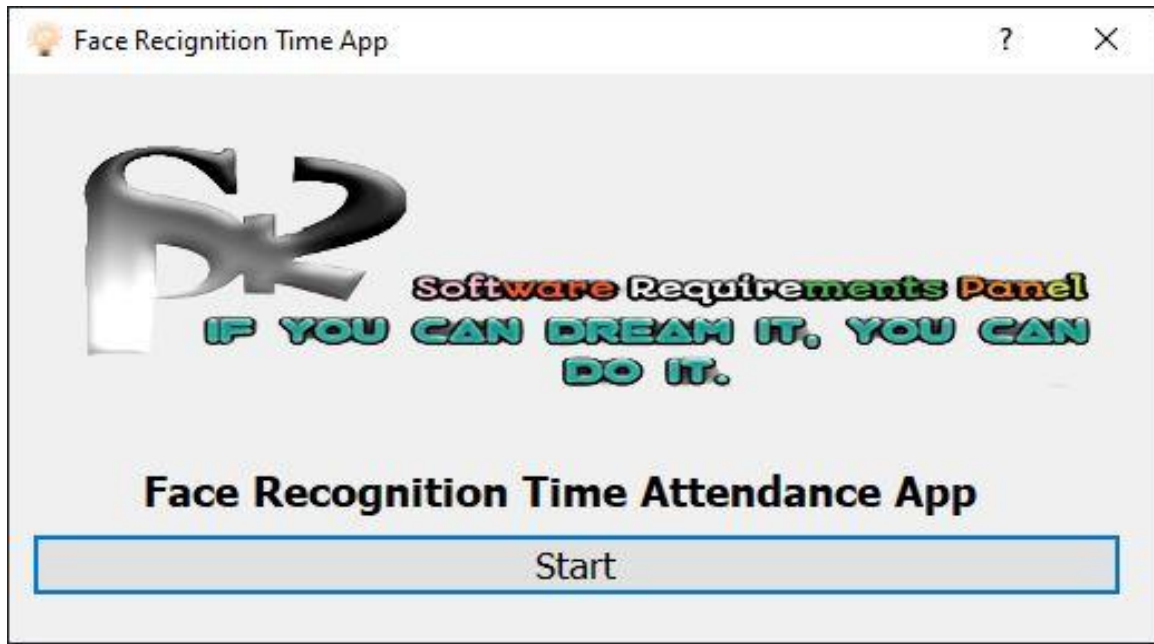 Face Recignition Time App
?
Software Requirements Panel
IF YOU CAN DREAM IT, YOU CAN
DO IT.
Face Recognition Time Attendance App
Start